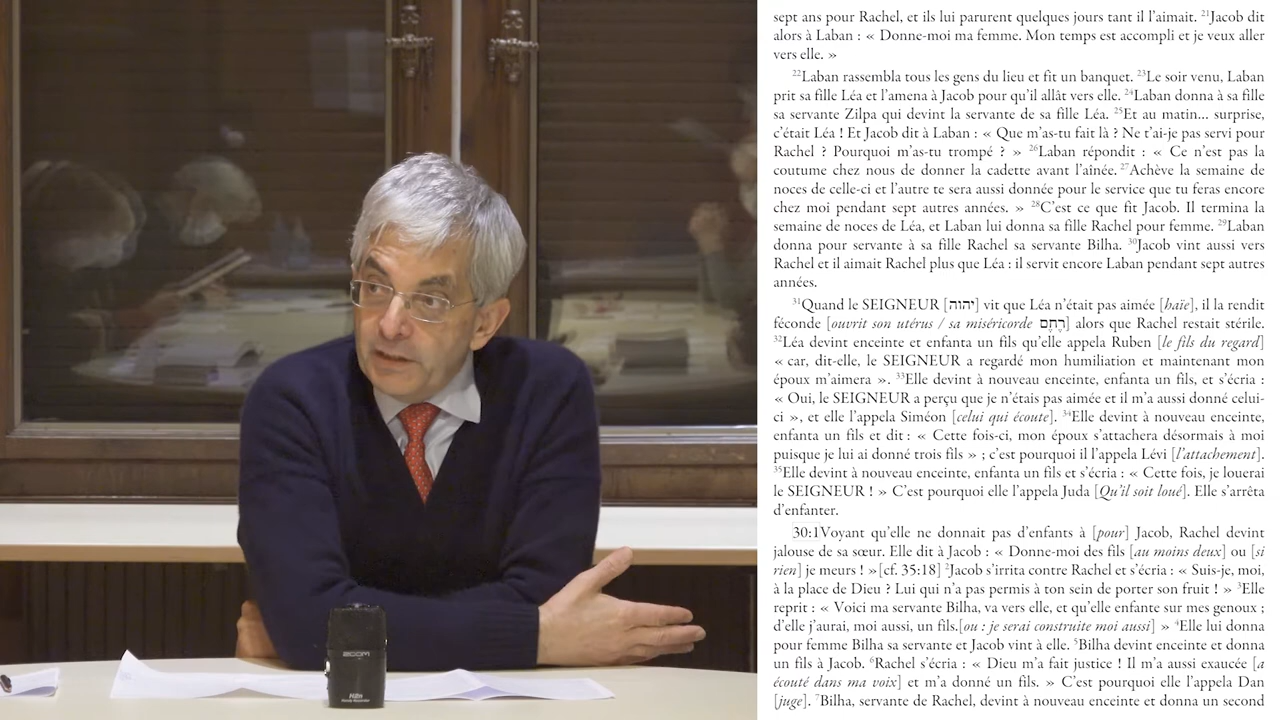 zoom
H2n
Handy Recorder
sept ans pour Rachel, et ils lui parurent quelques jours tant il l'aimait. 21Jacob dit
alors à Laban : « Donne-moi ma femme. Mon temps est accompli et je veux aller
vers elle. »
22Laban rassembla tous les gens du lieu et fit un banquet. 23Le soir venu, Laban
prit sa fille Léa et l'amena à Jacob pour qu'il allât vers elle. 24Laban donna à sa fille
sa servante Zilpa qui devint la servante de sa fille Léa. 25Et au matin... surprise,
c'était Léa ! Et Jacob dit à Laban : « Que m'as-tu fait là ? Ne t'ai-je pas servi pour
Rachel ? Pourquoi m'as-tu trompé ? » 26Laban répondit : « Ce n'est pas la
coutume chez nous de donner la cadette avant l'aînée. 27Achève la semaine de
noces de celle-ci et l'autre te sera aussi donnée pour le service que tu feras encore
chez moi pendant sept autres années. » 28C'est ce que fit Jacob. Il termina la
semaine de noces de Léa, et Laban lui donna sa fille Rachel pour femme. 29Laban
donna pour servante à sa fille Rachel sa servante Bilha. 30Jacob vint aussi vers
Rachel et il aimait Rachel plus que Léa : il servit encore Laban pendant sept autres
années.
31Quand le SEIGNEUR [יהוה] vit que Léa n'était pas aimée [haïe], il la rendit
féconde [ouvrit son utérus / sa miséricorde רֶחֶם] alors que Rachel restait stérile.
32Léa devint enceinte et enfanta un fils qu'elle appela Ruben [le fils du regard]
« car, dit-elle, le SEIGNEUR a regardé mon humiliation et maintenant mon
époux m'aimera ». 33Elle devint à nouveau enceinte, enfanta un fils, et s'écria :
« Oui, le SEIGNEUR a perçu que je n'étais pas aimée et il m'a aussi donné celui-
ci », et elle l'appela Siméon [celui qui écoute]. 34Elle devint à nouveau enceinte,
enfanta un fils et dit : « Cette fois-ci, mon époux s'attachera désormais à moi
puisque je lui ai donné trois fils » ; c'est pourquoi il l'appela Lévi [l'attachement].
35Elle devint à nouveau enceinte, enfanta un fils et s'écria : « Cette fois, je louerai
le SEIGNEUR ! » C'est pourquoi elle l'appela Juda [Qu'il soit loué]. Elle s'arrêta
d'enfanter.
30:1Voyant qu'elle ne donnait pas d'enfants à [pour] Jacob, Rachel devint
jalouse de sa sœur. Elle dit à Jacob : « Donne-moi des fils [au moins deux] ou [si
rien] je meurs ! »[cf. 35:18] 2Jacob s'irrita contre Rachel et s'écria : « Suis-je, moi,
à la place de Dieu ? Lui qui n'a pas permis à ton sein de porter son fruit ! » 3Elle
reprit : « Voici ma servante Bilha, va vers elle, et qu'elle enfante sur mes genoux ;
d'elle j'aurai, moi aussi, un fils.[ou : je serai construite moi aussi] » 4Elle lui donna
pour femme Bilha sa servante et Jacob vint à elle. 5Bilha devint enceinte et donna
un fils à Jacob. 6Rachel s'écria : « Dieu m'a fait justice ! Il m'a aussi exaucée [a
écouté dans ma voix] et m'a donné un fils. » C'est pourquoi elle l'appela Dan
[juge]. 7Bilha, servante de Rachel, devint à nouveau enceinte et donna un second